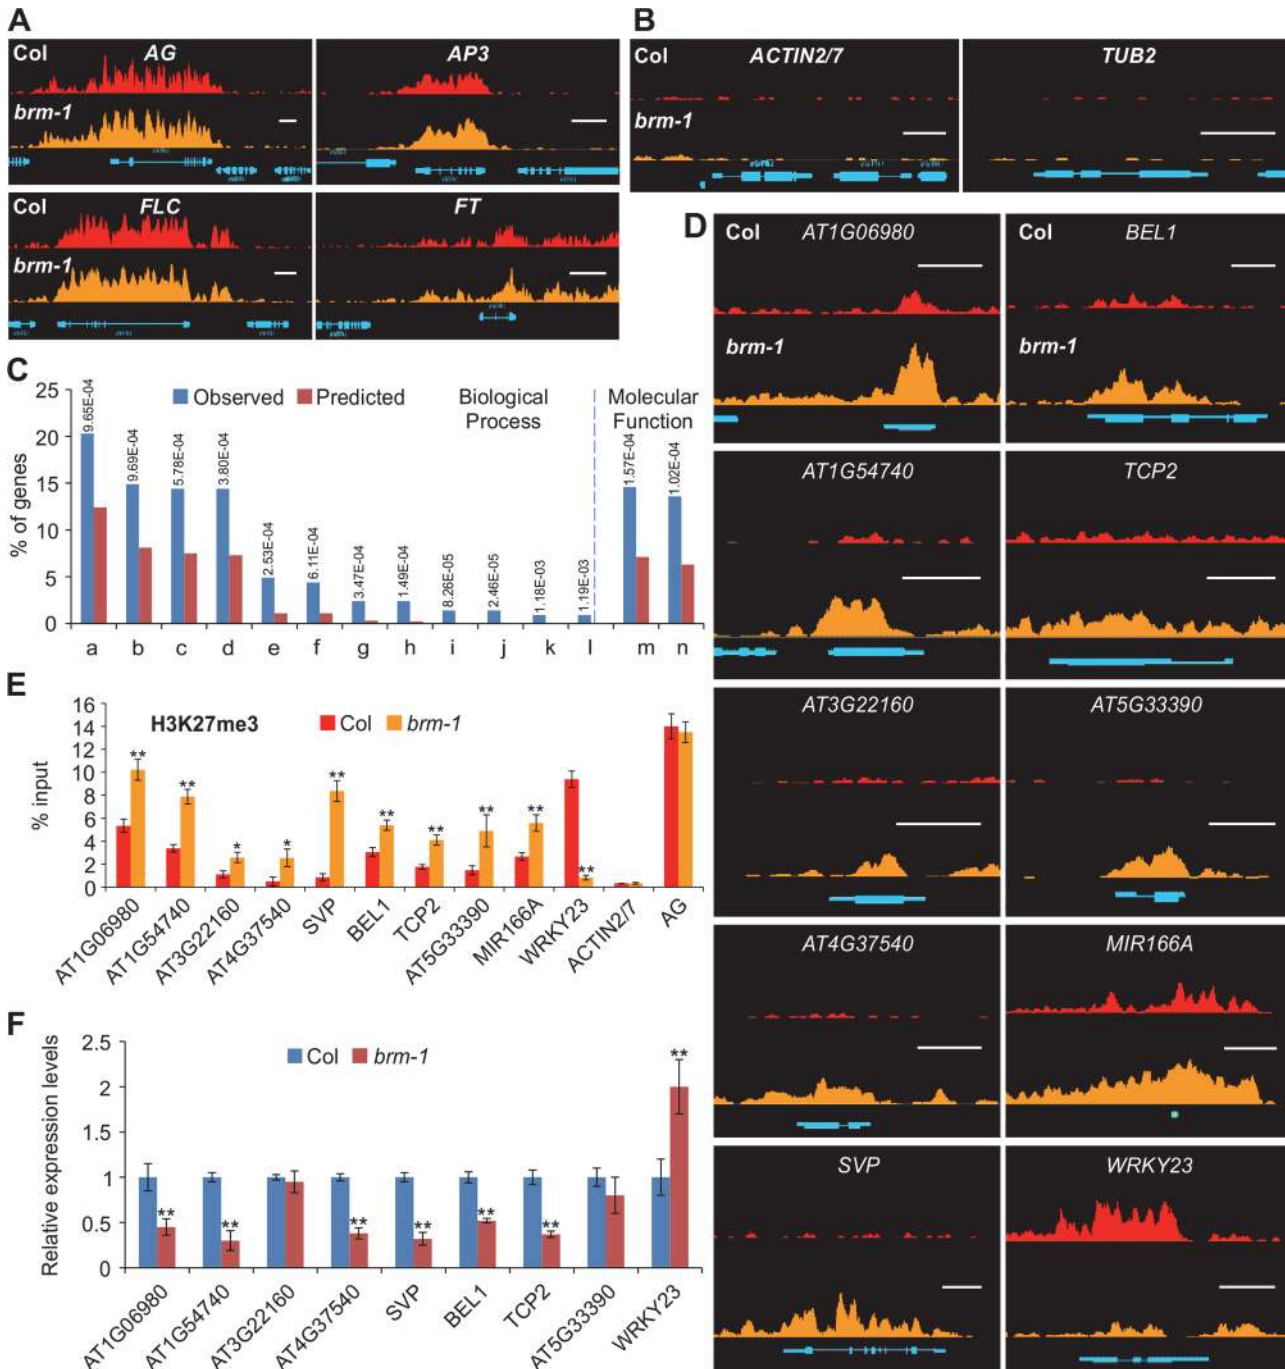 A
Col
AG
AP3
brm-1
Col
FLC
FT
brm-1
B
Col
ACTIN2/7
TUB2
brm-1
C
25
20
15
10
5
0
% of genes
Observed
Predicted
Biological
Process
Molecular
Function
9.65E-04
9.69E-04
5.78E-04
3.80E-04
2.53E-04
6.11E-04
3.47E-04
1.49E-04
8.26E-05
2.46E-05
1.18E-03
1.19E-03
1.57E-04
1.02E-04
a b c d e f g h i j k l m n
D
Col
AT1G06980
Col
BEL1
brm-1
brm-1
AT1G54740
TCP2
AT3G22160
AT5G33390
AT4G37540
MIR166A
SVP
WRKY23
E
H3K27me3
Col
brm-1
16
14
12
10
8
6
4
2
0
% input
** ** * * ** ** ** ** ** **
AT1G06980
AT1G54740
AT3G22160
AT4G37540
SVP
BEL1
TCP2
AT5G33390
MIR166A
WRKY23
ACTIN2/7
AG
F
Col
brm-1
2.5
2
1.5
1
0.5
0
Relative expression levels
** ** ** ** ** ** **
AT1G06980
AT1G54740
AT3G22160
AT4G37540
SVP
BEL1
TCP2
AT5G33390
WRKY23